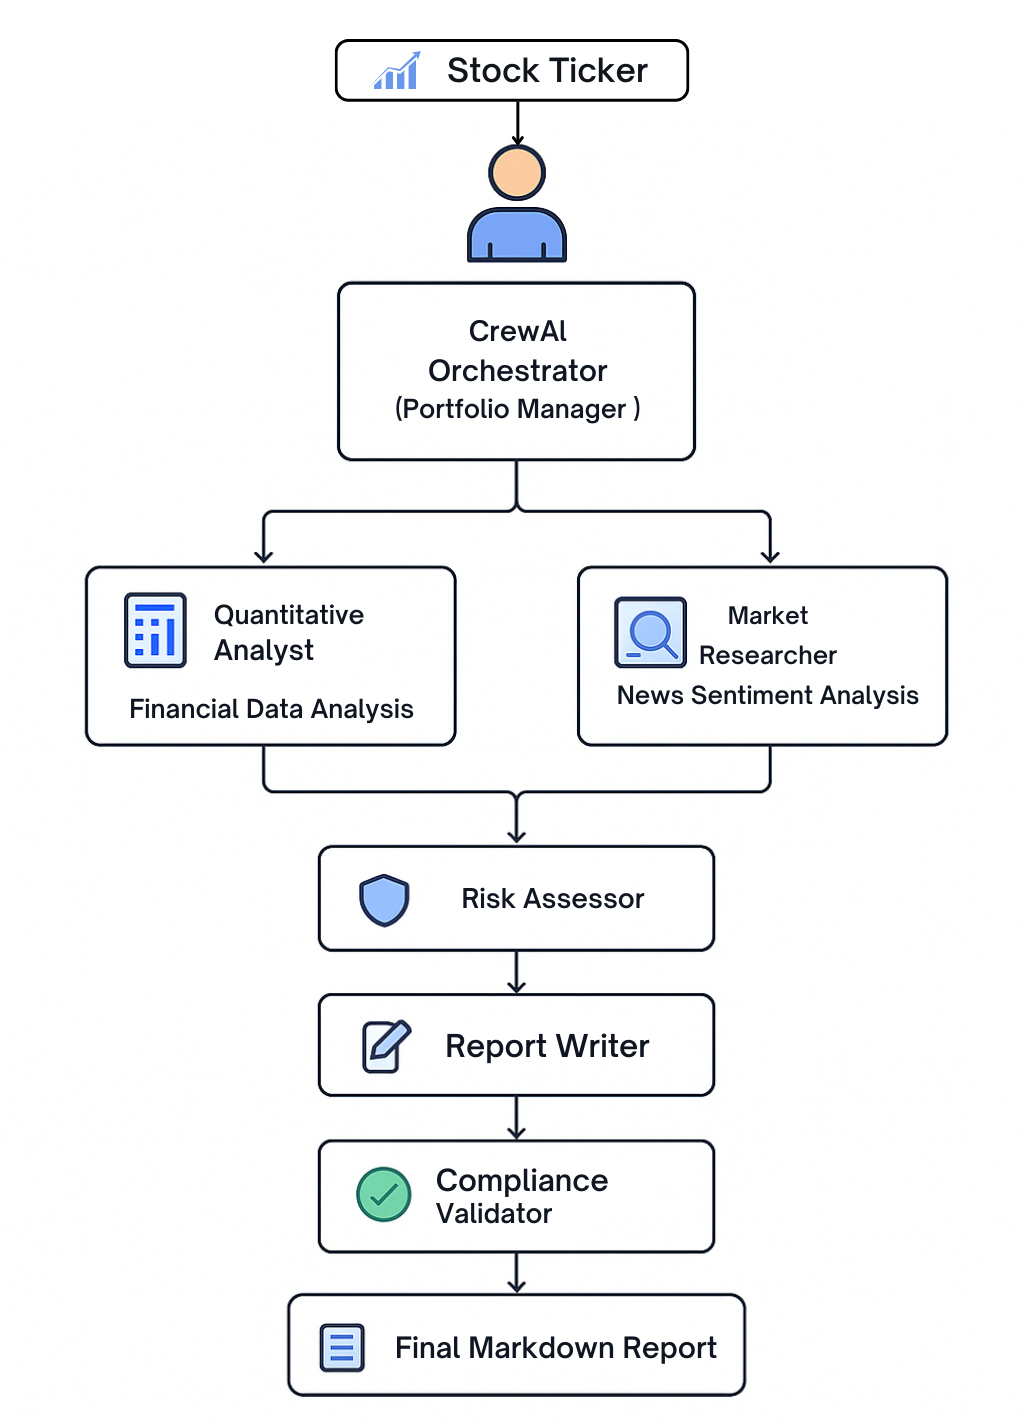 Stock Ticker
CrewAl
Orchestrator
(Portfolio Manager )
Quantitative
Analyst
Financial Data Analysis
Market
Researcher
News Sentiment Analysis
Risk Assessor
Report Writer
Compliance
Validator
Final Markdown Report